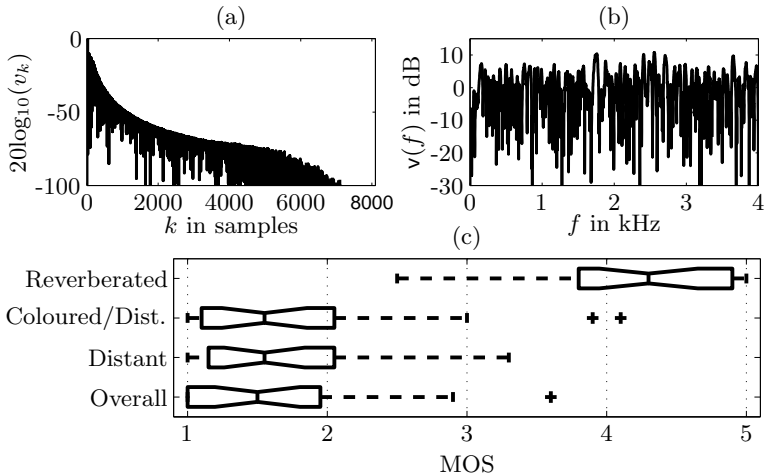 (a)
20log10(vk)
0
-50
-100
0 2000 4000 6000 8000
k in samples
(b)
v(f) in dB
10
0
-10
-20
-30
0 1 2 3 4
f in kHz
(c)
Reverberated
Coloured/Dist.
Distant
Overall
1 2 3 4 5
MOS